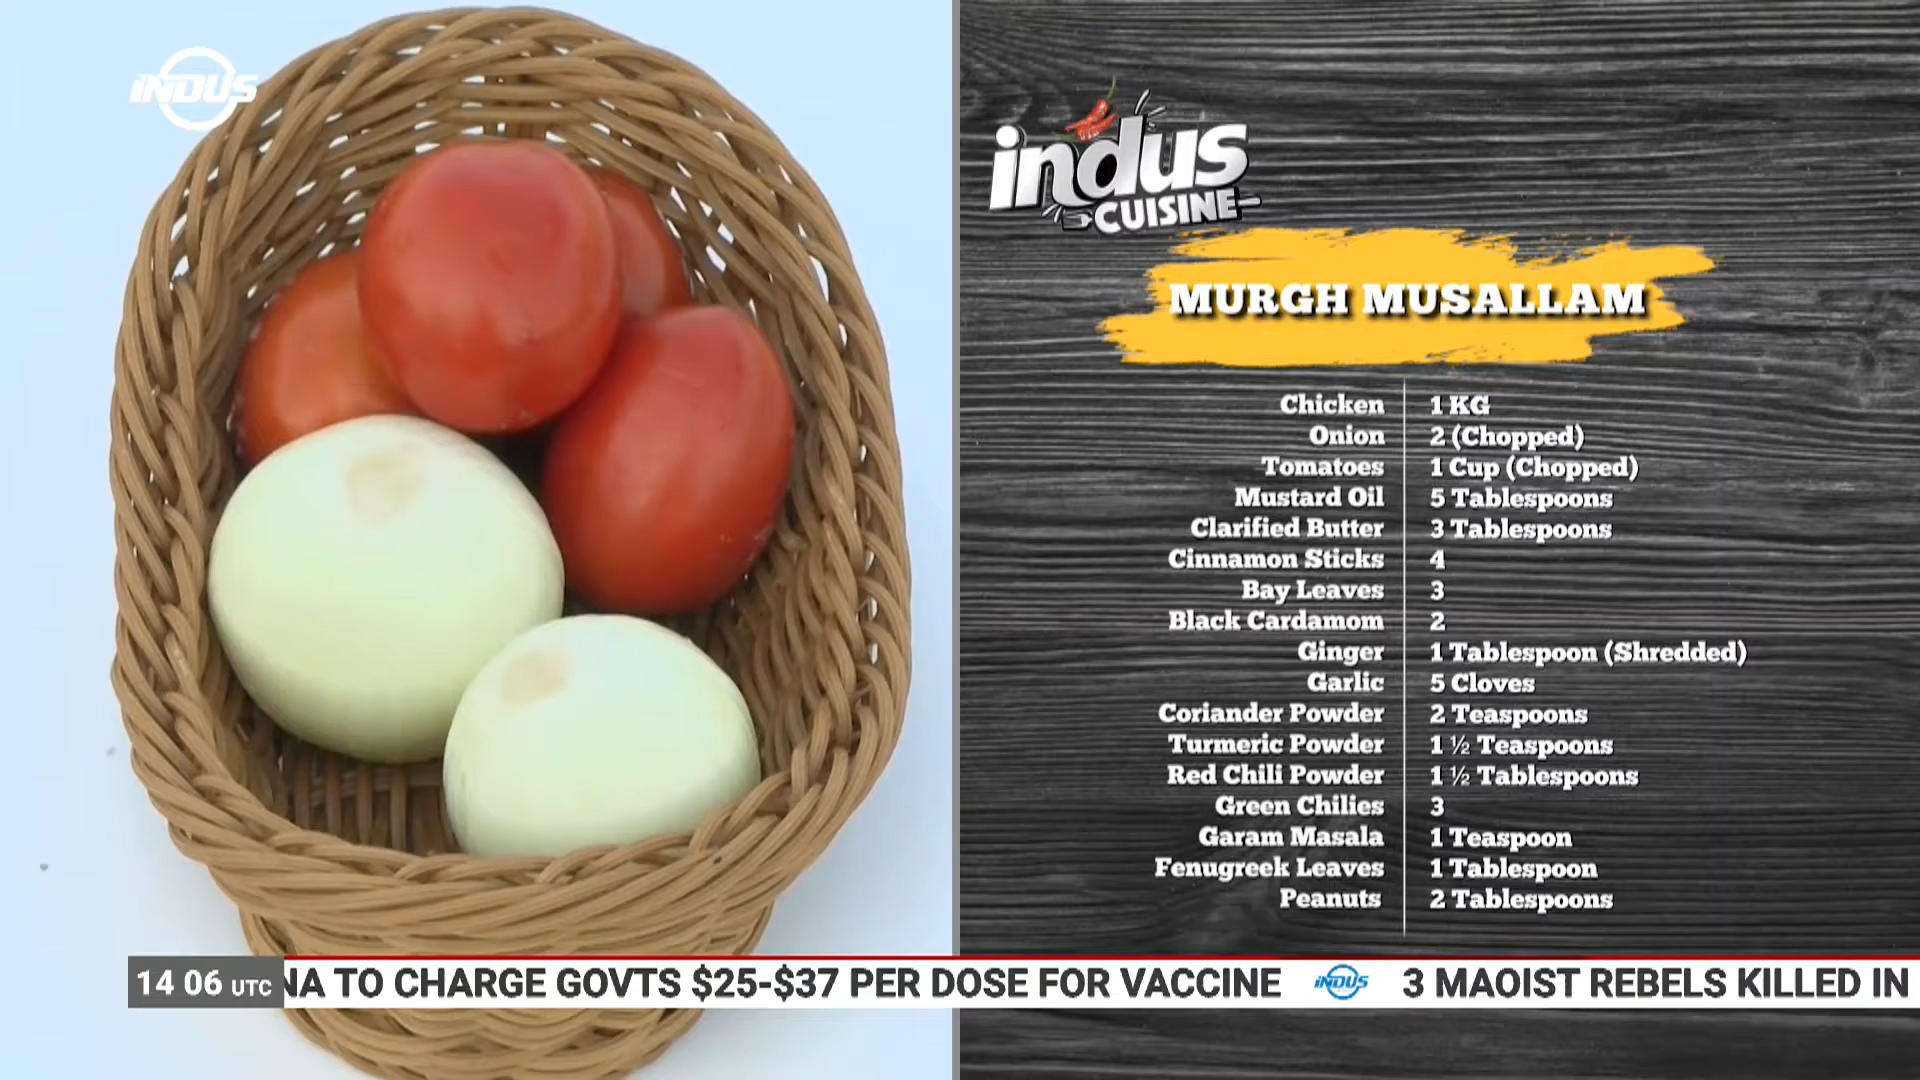 INDUS
indus
CUISINE
MURGH MUSALLAM
Chicken 1 KG
Onion 2 (Chopped)
Tomatoes 1 Cup (Chopped)
Mustard Oil 5 Tablespoons
Clarified Butter 3 Tablespoons
Cinnamon Sticks 4
Bay Leaves 3
Black Cardamom 2
Ginger 1 Tablespoon (Shredded)
Garlic 5 Cloves
Coriander Powder 2 Teaspoons
Turmeric Powder 1 ½ Teaspoons
Red Chili Powder 1 ½ Tablespoons
Green Chilies 3
Garam Masala 1 Teaspoon
Fenugreek Leaves 1 Tablespoon
Peanuts 2 Tablespoons
14 06 UTC NA TO CHARGE GOVTS $25-$37 PER DOSE FOR VACCINE INDUS 3 MAOIST REBELS KILLED IN